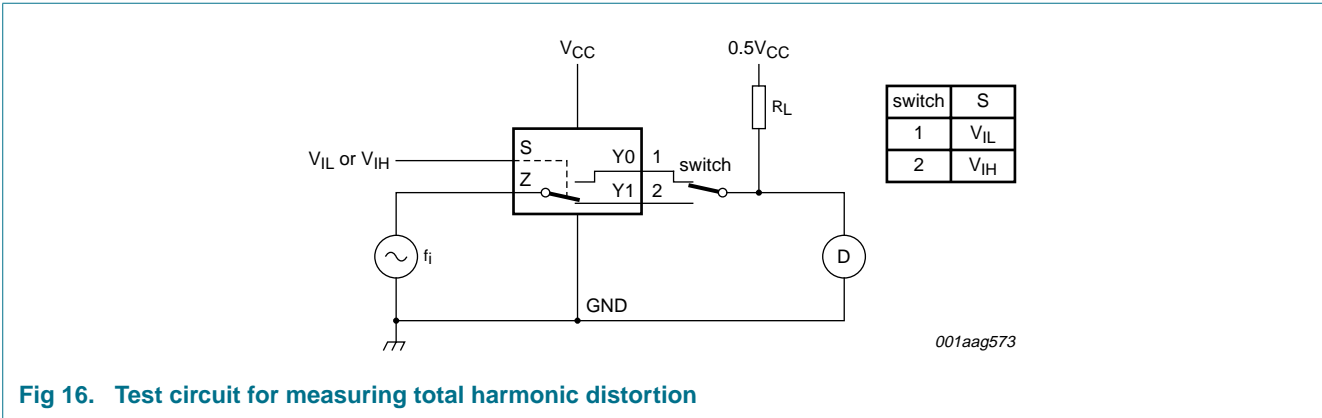 VCC
0.5VCC
RL
switch S
1 VIL
2 VIH
VIL or VIH
S
Y0 1
switch
Z
Y1 2
fi
D
GND
001aag573
Fig 16. Test circuit for measuring total harmonic distortion